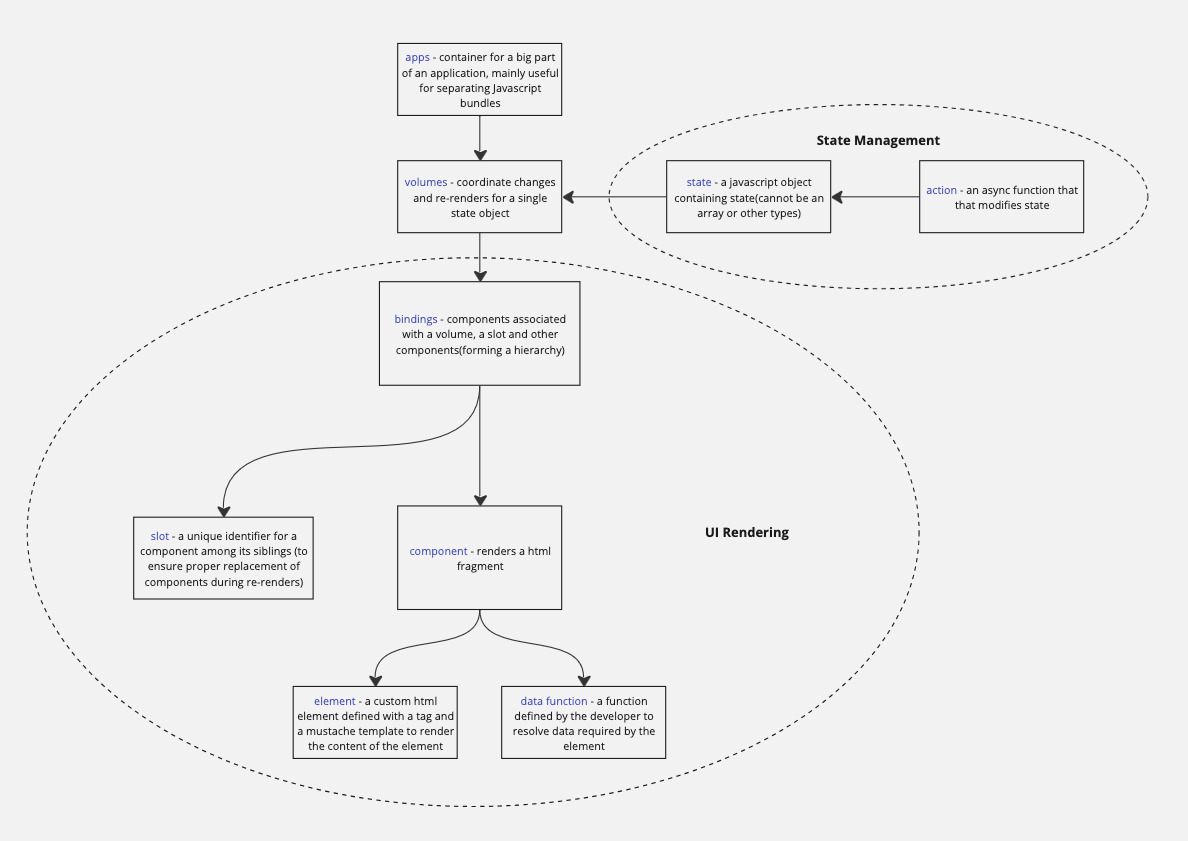 apps - container for a big part
of an application, mainly useful
for separating Javascript
bundles
State Management
volumes - coordinate changes
and re-renders for a single
state object
state - a javascript object
containing state(cannot be an
array or other types)
action - an async function that
that modifies state
bindings - components associated
with a volume, a slot and other
components(forming a hierarchy)
slot - a unique identifier for a
component among its siblings (to
ensure proper replacement of
components during re-renders)
component - renders a html
fragment
UI Rendering
element - a custom html
element defined with a tag and
a mustache template to render
the content of the element
data function - a function
defined by the developer to
resolve data required by the
element